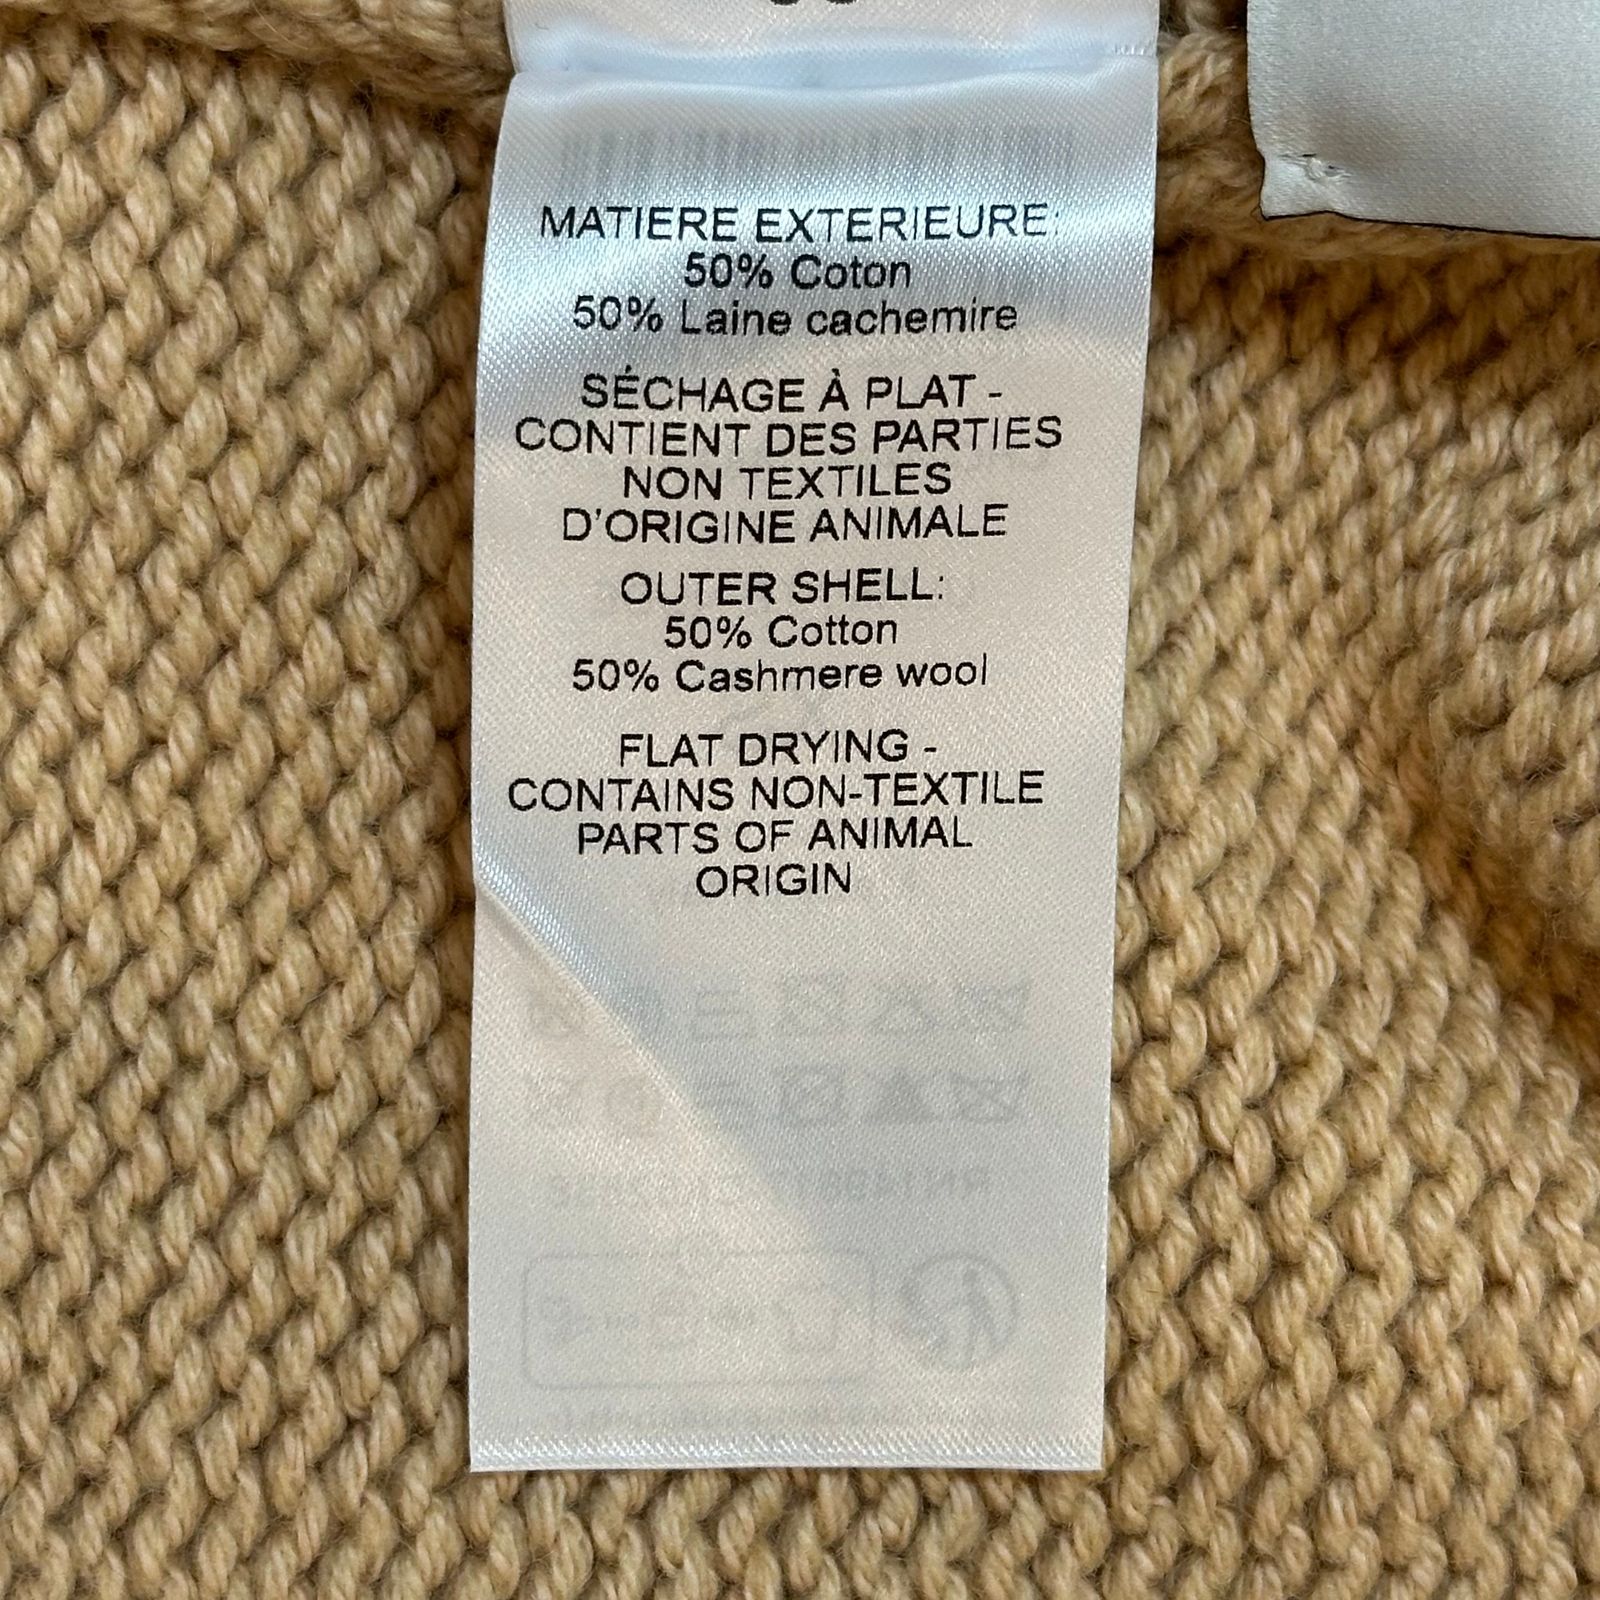 MATIERE EXTERIEURE:
50% Coton
50% Laine cachemire
SÉCHAGE À PLAT -
CONTIENT DES PARTIES
NON TEXTILES
D'ORIGINE ANIMALE
OUTER SHELL:
50% Cotton
50% Cashmere wool
FLAT DRYING -
CONTAINS NON-TEXTILE
PARTS OF ANIMAL
ORIGIN